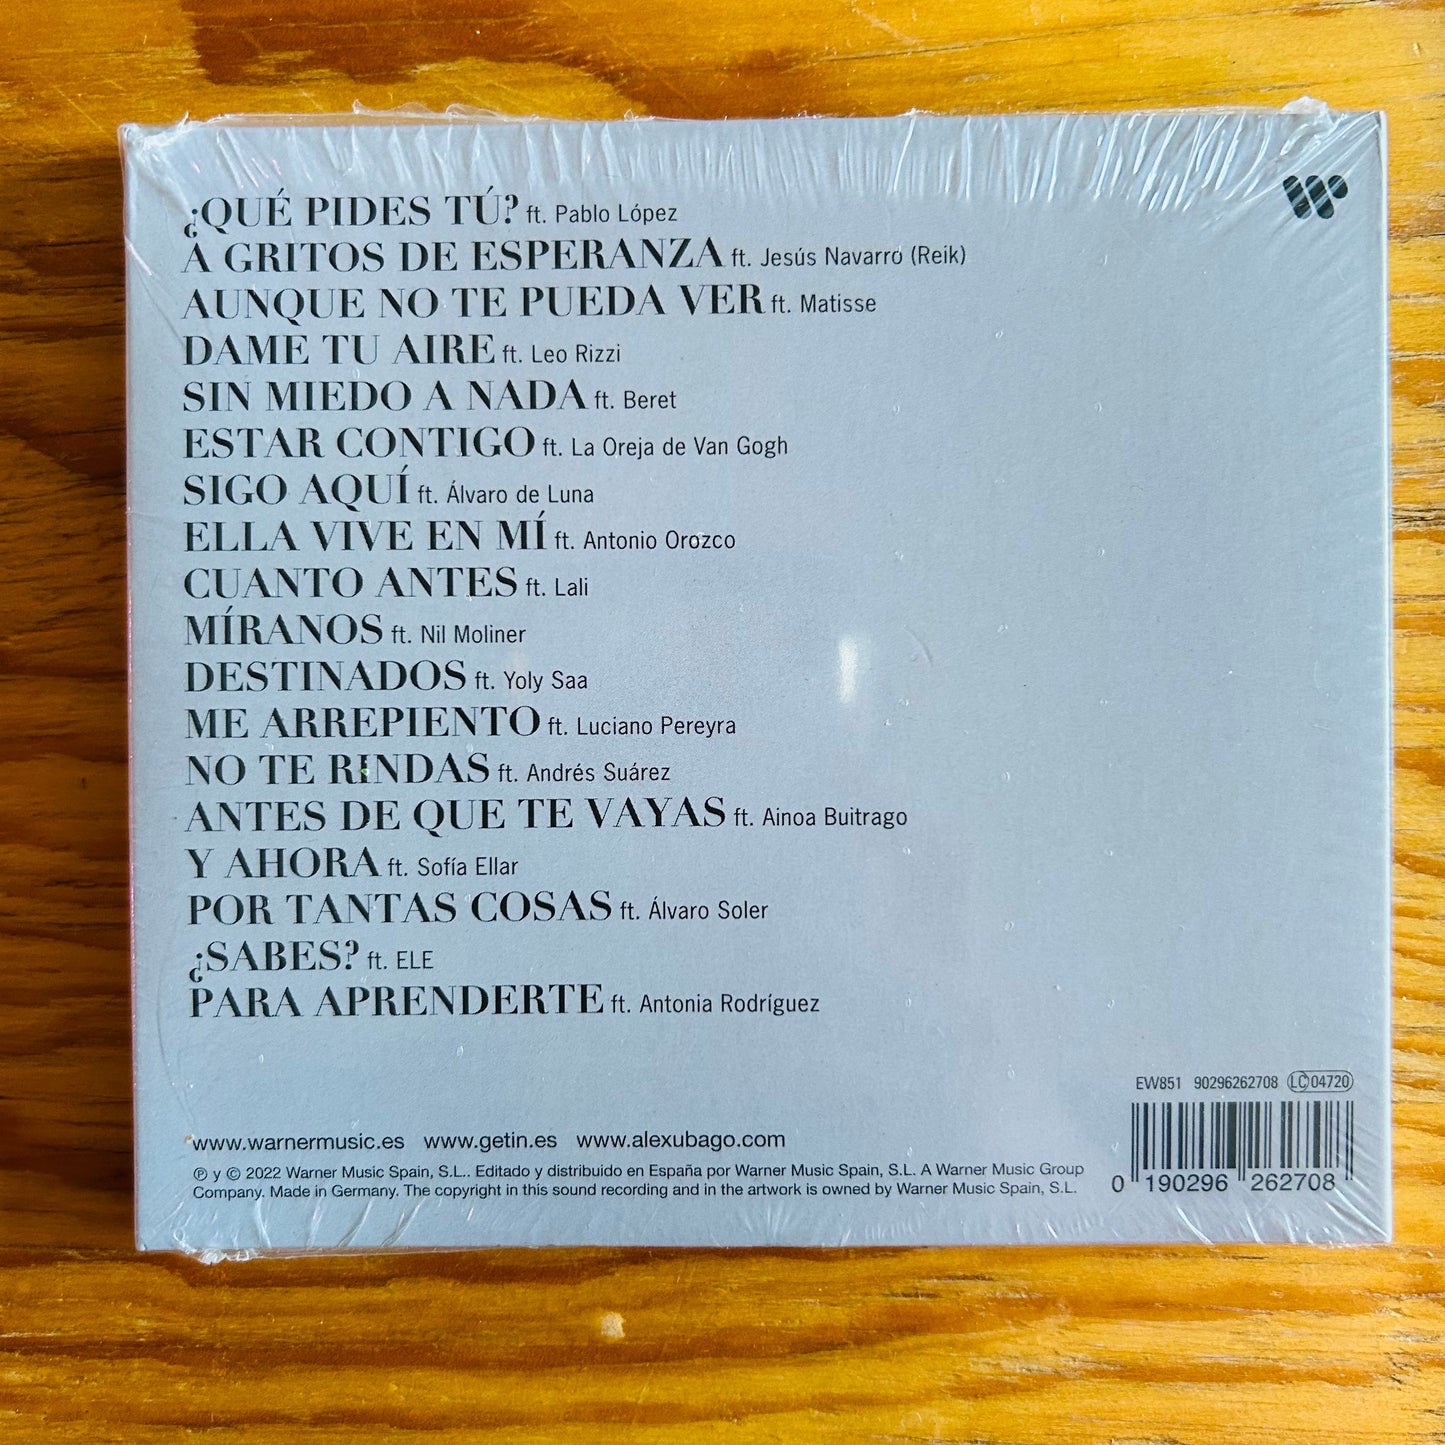 ¿QUÉ PIDES TÚ? ft. Pablo López
A GRITOS DE ESPERANZA ft. Jesús Navarro (Reik)
AUNQUE NO TE PUEDA VER ft. Matisse
DAME TU AIRE ft. Leo Rizzi
SIN MIEDO A NADA ft. Beret
ESTAR CONTIGO ft. La Oreja de Van Gogh
SIGO AQUÍ ft. Álvaro de Luna
ELLA VIVE EN MÍ ft. Antonio Orozco
CUANTO ANTES ft. Lali
MÍRANOS ft. Nil Moliner
DESTINADOS ft. Yoly Saa
ME ARREPIENTO ft. Luciano Pereyra
NO TE RINDAS ft. Andrés Suárez
ANTES DE QUE TE VAYAS ft. Ainoa Buitrago
Y AHORA ft. Sofía Ellar
POR TANTAS COSAS ft. Álvaro Soler
¿SABES? ft. ELE
PARA APRENDERTE ft. Antonia Rodríguez
EW851 90296262708 LC 04720
www.warnermusic.es www.getin.es www.alexubago.com
℗ y © 2022 Warner Music Spain, S.L.. Editado y distribuido en España por Warner Music Spain, S.L. A Warner Music Group
Company. Made in Germany. The copyright in this sound recording and in the artwork is owned by Warner Music Spain, S.L.
0 190296 262708